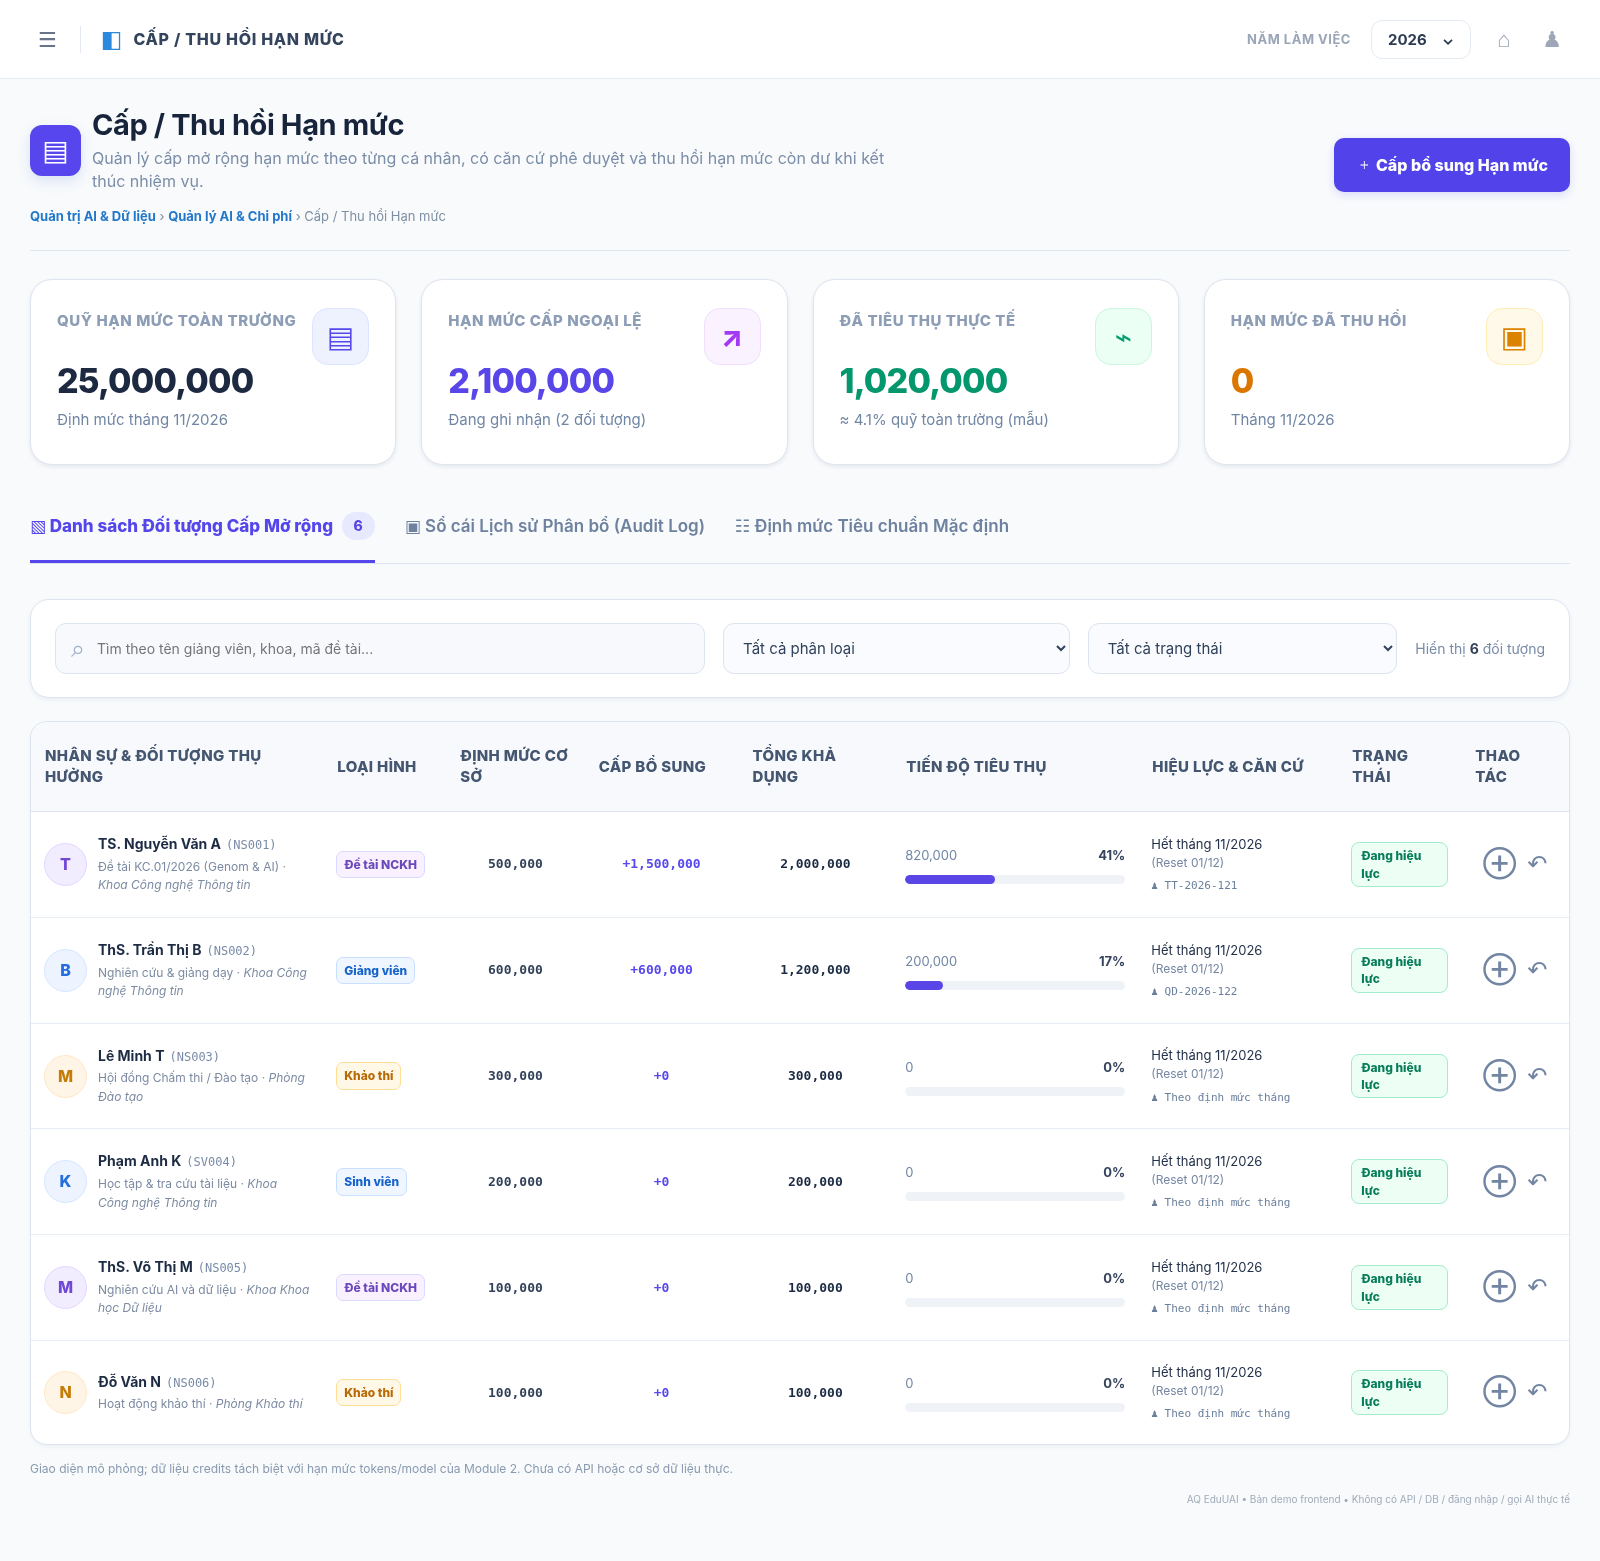 CẤP / THU HỒI HẠN MỨC
NĂM LÀM VIỆC
2026
Cấp / Thu hồi Hạn mức
Quản lý cấp mở rộng hạn mức theo từng cá nhân, có căn cứ phê duyệt và thu hồi hạn mức còn dư khi kết
thúc nhiệm vụ.
+ Cấp bổ sung Hạn mức
Quản trị AI & Dữ liệu › Quản lý AI & Chi phí › Cấp / Thu hồi Hạn mức
QUỸ HẠN MỨC TOÀN TRƯỜNG
25,000,000
Định mức tháng 11/2026
HẠN MỨC CẤP NGOẠI LỆ
2,100,000
Đang ghi nhận (2 đối tượng)
ĐÃ TIÊU THỤ THỰC TẾ
1,020,000
≈ 4.1% quỹ toàn trường (mẫu)
HẠN MỨC ĐÃ THU HỒI
0
Tháng 11/2026
Danh sách Đối tượng Cấp Mở rộng 6
Sổ cái Lịch sử Phân bổ (Audit Log)
Định mức Tiêu chuẩn Mặc định
Tìm theo tên giảng viên, khoa, mã đề tài...
Tất cả phân loại
Tất cả trạng thái
Hiển thị 6 đối tượng
NHÂN SỰ & ĐỐI TƯỢNG THỤ
HƯỞNG
LOẠI HÌNH
ĐỊNH MỨC CƠ
SỞ
CẤP BỔ SUNG
TỔNG KHẢ
DỤNG
TIẾN ĐỘ TIÊU THỤ
HIỆU LỰC & CĂN CỨ
TRẠNG
THÁI
THAO
TÁC
T
TS. Nguyễn Văn A (NS001)
Đề tài KC.01/2026 (Genom & AI) ·
Khoa Công nghệ Thông tin
Đề tài NCKH
500,000
+1,500,000
2,000,000
820,000
41%
Hết tháng 11/2026
(Reset 01/12)
TT-2026-121
Đang hiệu
lực
B
ThS. Trần Thị B (NS002)
Nghiên cứu & giảng dạy · Khoa Công
nghệ Thông tin
Giảng viên
600,000
+600,000
1,200,000
200,000
17%
Hết tháng 11/2026
(Reset 01/12)
QD-2026-122
Đang hiệu
lực
M
Lê Minh T (NS003)
Hội đồng Chấm thi / Đào tạo · Phòng
Đào tạo
Khảo thí
300,000
+0
300,000
0
0%
Hết tháng 11/2026
(Reset 01/12)
Theo định mức tháng
Đang hiệu
lực
K
Phạm Anh K (SV004)
Học tập & tra cứu tài liệu · Khoa
Công nghệ Thông tin
Sinh viên
200,000
+0
200,000
0
0%
Hết tháng 11/2026
(Reset 01/12)
Theo định mức tháng
Đang hiệu
lực
M
ThS. Võ Thị M (NS005)
Nghiên cứu AI và dữ liệu · Khoa Khoa
học Dữ liệu
Đề tài NCKH
100,000
+0
100,000
0
0%
Hết tháng 11/2026
(Reset 01/12)
Theo định mức tháng
Đang hiệu
lực
N
Đỗ Văn N (NS006)
Hoạt động khảo thí · Phòng Khảo thí
Khảo thí
100,000
+0
100,000
0
0%
Hết tháng 11/2026
(Reset 01/12)
Theo định mức tháng
Đang hiệu
lực
Giao diện mô phỏng; dữ liệu credits tách biệt với hạn mức tokens/model của Module 2. Chưa có API hoặc cơ sở dữ liệu thực.
AQ EduUAI • Bản demo frontend • Không có API / DB / đăng nhập / gọi AI thực tế